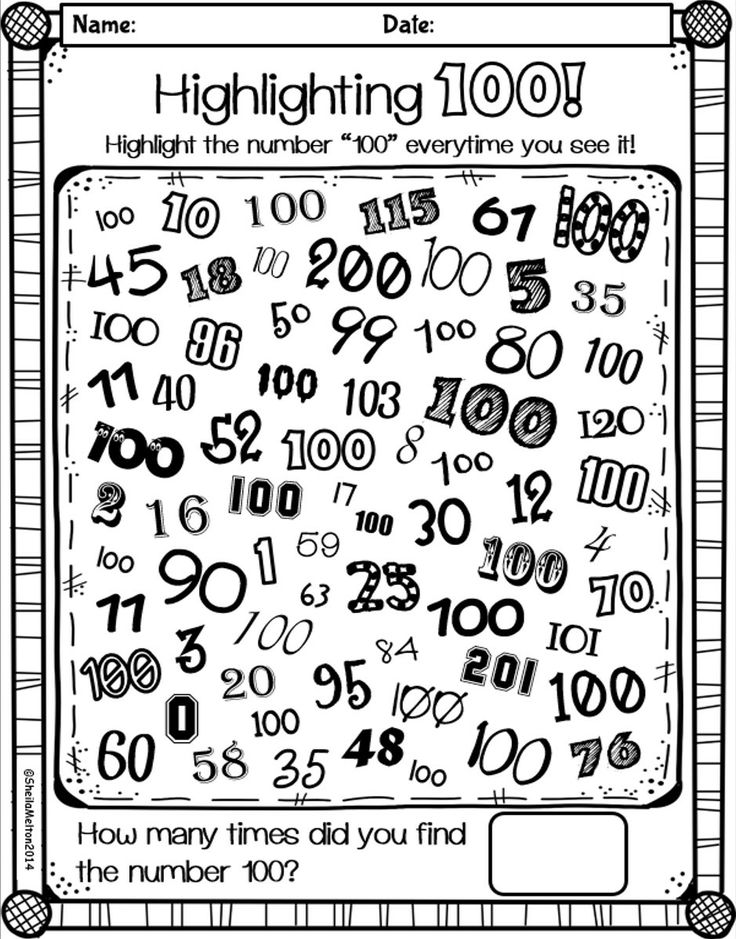 Name: Date:
Highlighting 100!
Highlight the number “100” everytime you see it!
100 10 100 115 67 100
45 18 100 200 100 5 35
100 96 50 99 100 80 100
11 40 100 103 100 120
100 52 100 8 100 100
2 16 100 17 100 30 12
100 90 1 59 25 100 4
11 63 100 70
3 100 84 101
100 20 95 100 201 100
0 100
60 58 35 48 100 100 76
How many times did you find
the number 100?
©SheilaMelton2014